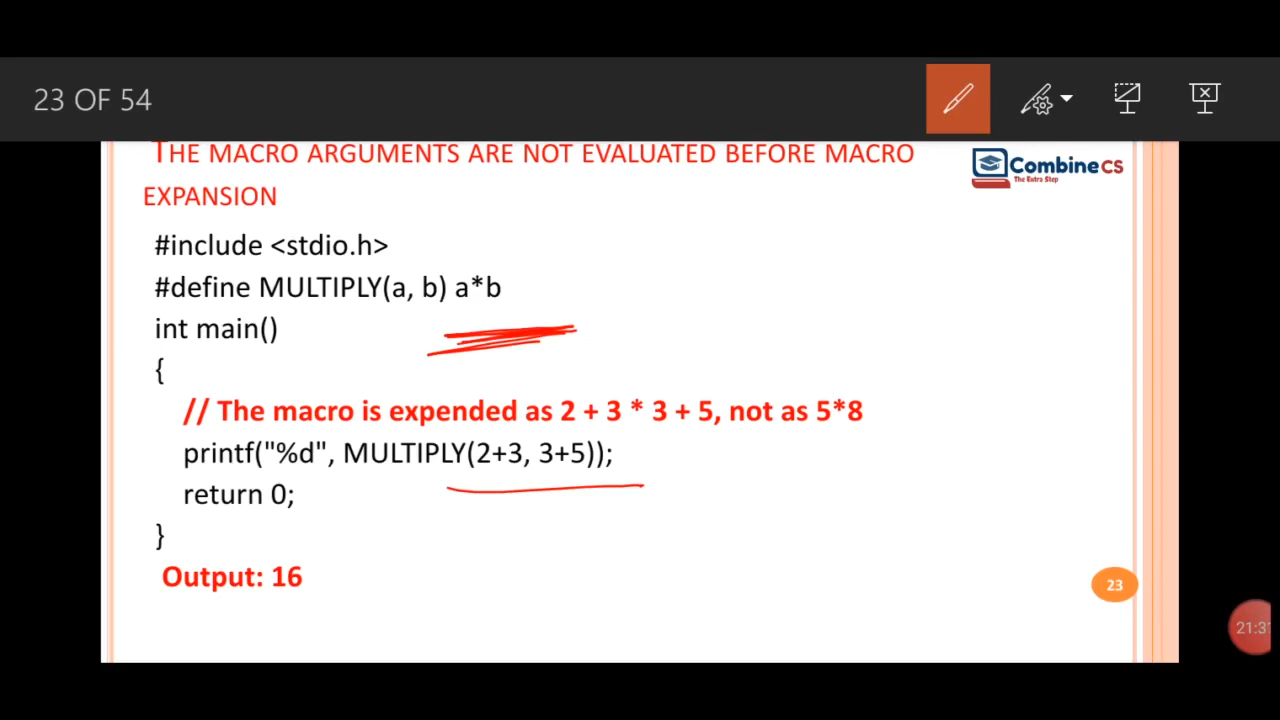 23 OF 54
THE MACRO ARGUMENTS ARE NOT EVALUATED BEFORE MACRO
EXPANSION
CombineCS
The Extra Step
#include <stdio.h>
#define MULTIPLY(a, b) a*b
int main()
{
// The macro is expended as 2 + 3 * 3 + 5, not as 5*8
printf("%d", MULTIPLY(2+3, 3+5));
return 0;
}
Output: 16
23